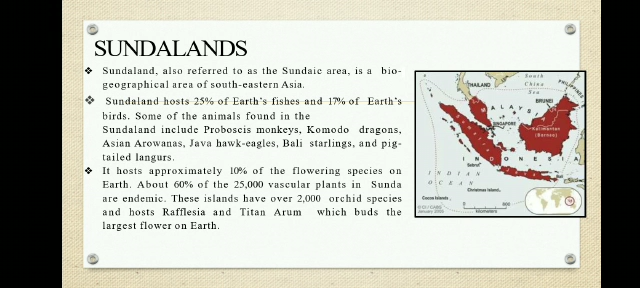 SUNDALANDS
❖ Sundaland, also referred to as the Sundaic area, is a bio-
geographical area of south-eastern Asia.
❖ Sundaland hosts 25% of Earth's fishes and 17% of Earth's
birds. Some of the animals found in the
Sundaland include Proboscis monkeys, Komodo dragons,
Asian Arowanas, Java hawk-eagles, Bali starlings, and pig-
tailed langurs.
❖ It hosts approximately 10% of the flowering species on
Earth. About 60% of the 25,000 vascular plants in Sunda
are endemic. These islands have over 2,000 orchid species
and hosts Rafflesia and Titan Arum which buds the
largest flower on Earth.
South
China
Sea
PHILIPPINES
THAILAND
BRUNEI
MALAYS
SINGAPORE
Kalimantan
(Borneo)
INDONESIA
INDIAN
OCEAN
Christmas Island
Cocos Islands
0 600
kilometers